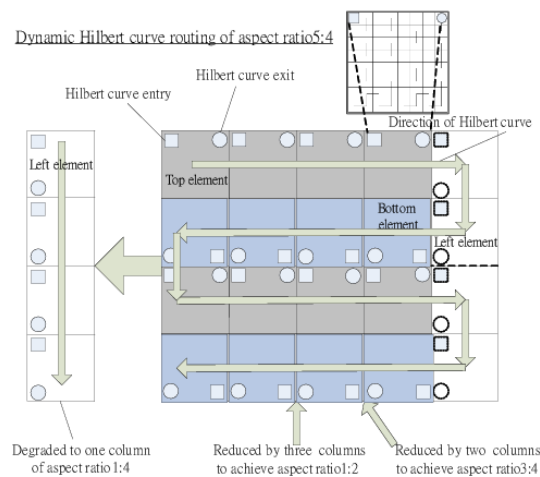 Dynamic Hilbert curve routing of aspect ratio5:4
Hilbert curve exit
Hilbert curve entry
Direction of Hilbert curve
Left element
Top element
Bottom
element
Left element
Degraded to one column
of aspect ratio1:4
Reduced by three columns
to achieve aspect ratio1:2
Reduced by two columns
to achieve aspect ratio3:4